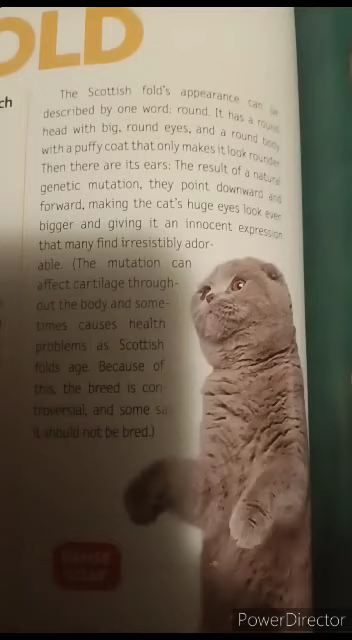 OLD
ch
The Scottish fold's appearance can be
described by one word: round. It has a round
head with big, round eyes, and a round body
with a puffy coat that only makes it look rounder.
Then there are its ears: The result of a natural
genetic mutation, they point downward and
forward, making the cat's huge eyes look even
bigger and giving it an innocent expression
that many find irresistibly ador-
able. (The mutation can
affect cartilage through-
out the body and some-
times causes health
problems as Scottish
folds age. Because of
this, the breed is con-
troversial, and some sa
it should not be bred.)
PowerDirector